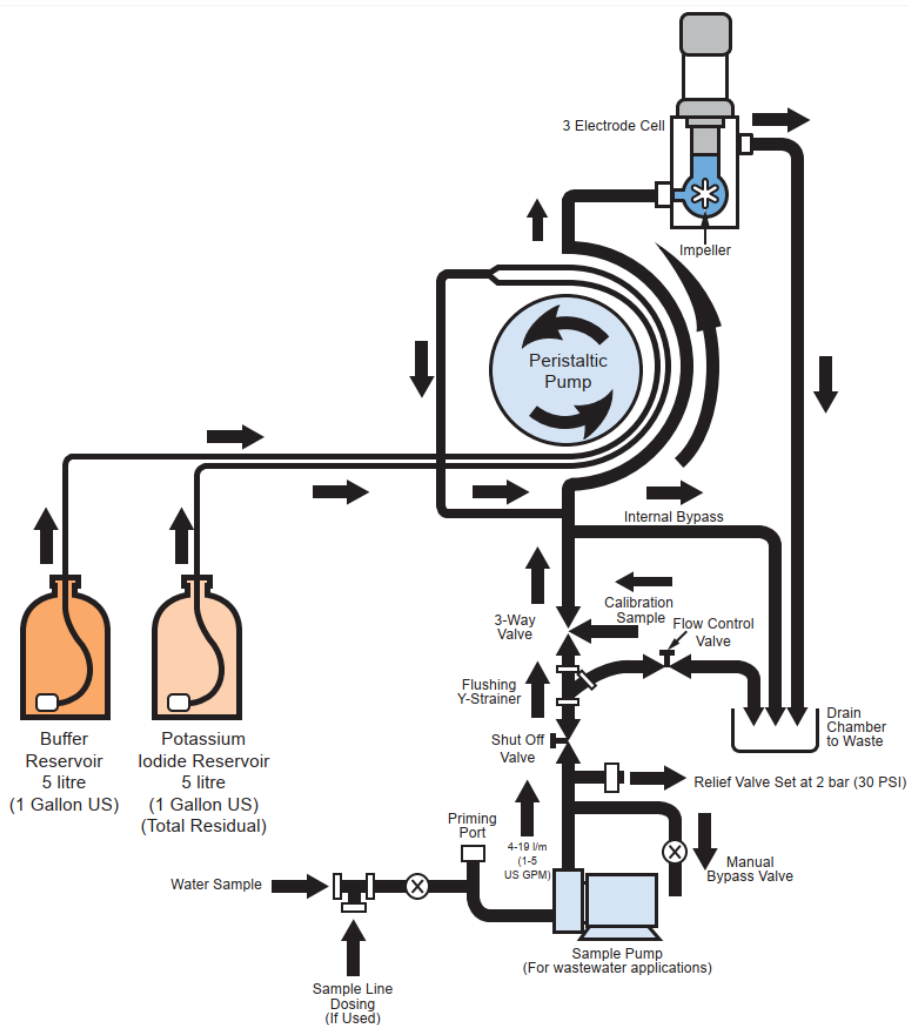 3 Electrode Cell
Impeller
Peristaltic
Pump
Internal Bypass
Calibration
Sample
3-Way
Valve
Flow Control
Valve
Flushing
Y-Strainer
Shut Off
Valve
Drain
Chamber
to Waste
Buffer
Reservoir
5 litre
(1 Gallon US)
Potassium
Iodide Reservoir
5 litre
(1 Gallon US)
(Total Residual)
Relief Valve Set at 2 bar (30 PSI)
Priming
Port
4-19 l/m
(1-5
US GPM)
Manual
Bypass Valve
Water Sample
Sample Pump
(For wastewater applications)
Sample Line
Dosing
(If Used)